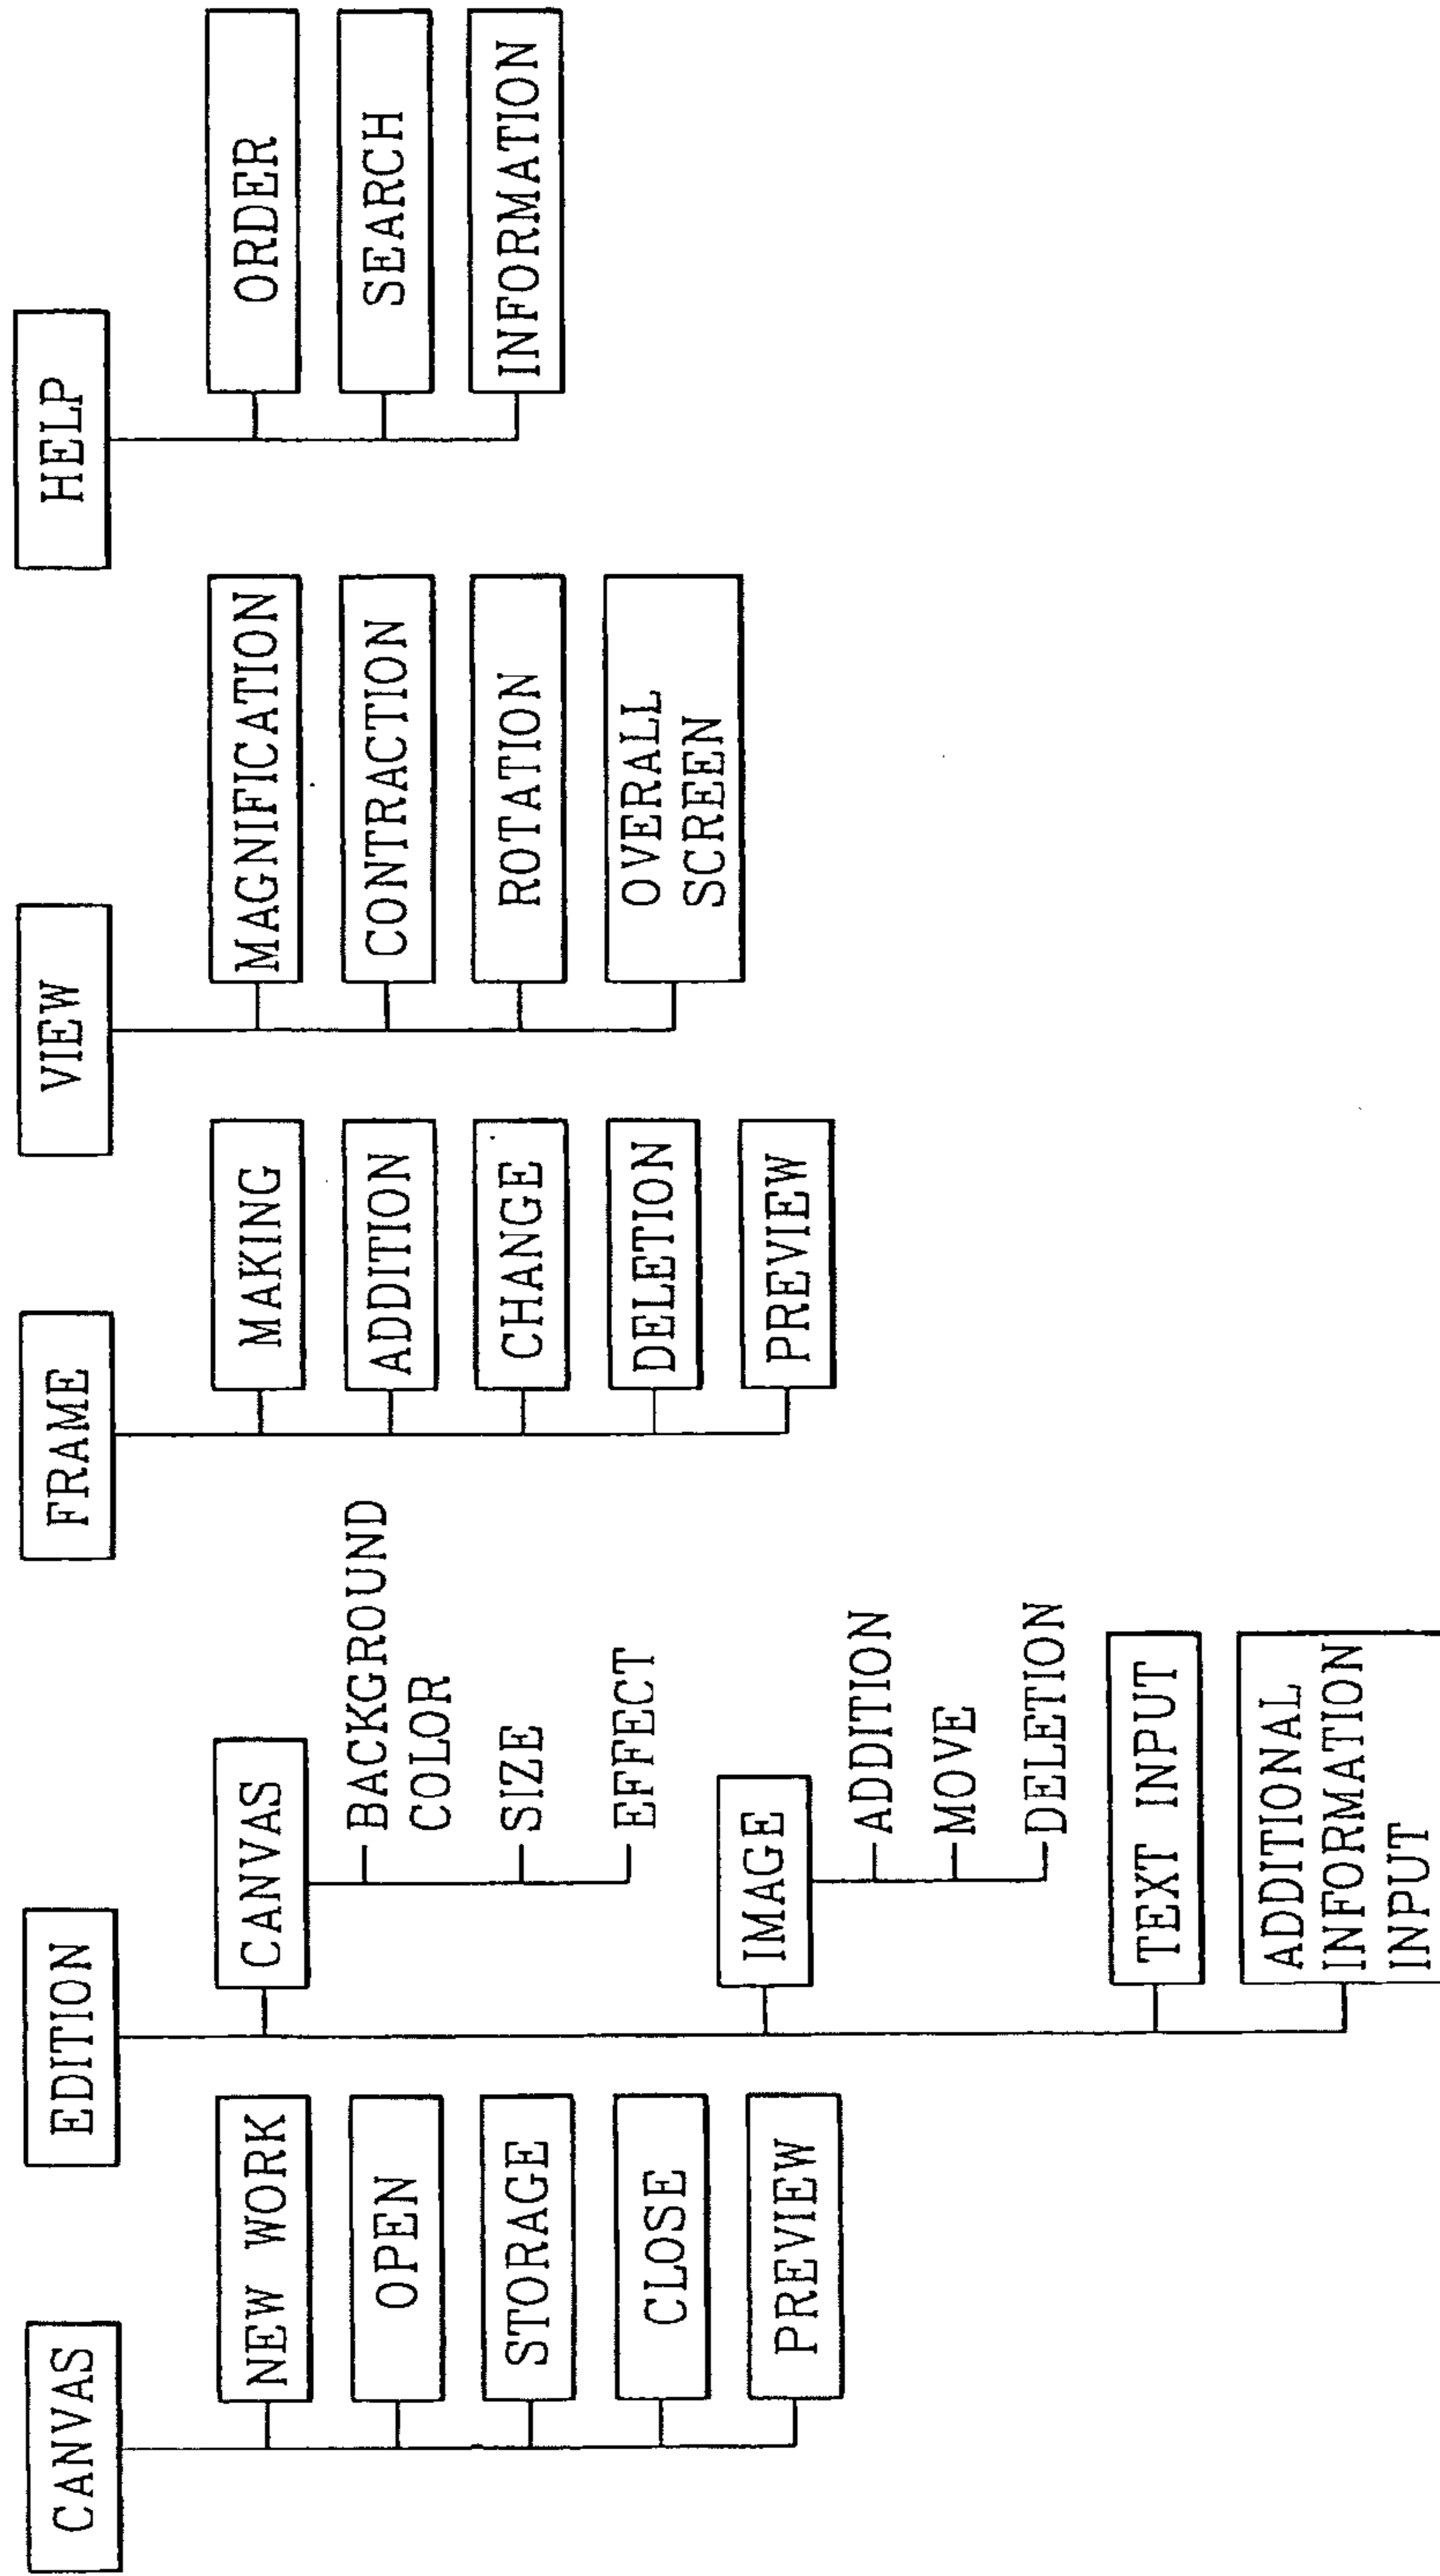 CANVAS
NEW WORK
OPEN
STORAGE
CLOSE
PREVIEW
EDITION
CANVAS
BACKGROUND
COLOR
SIZE
EFFECT
IMAGE
ADDITION
MOVE
DELETION
TEXT INPUT
ADDITIONAL
INFORMATION
INPUT
FRAME
MAKING
ADDITION
CHANGE
DELETION
PREVIEW
VIEW
MAGNIFICATION
CONTRACTION
ROTATION
OVERALL
SCREEN
HELP
ORDER
SEARCH
INFORMATION